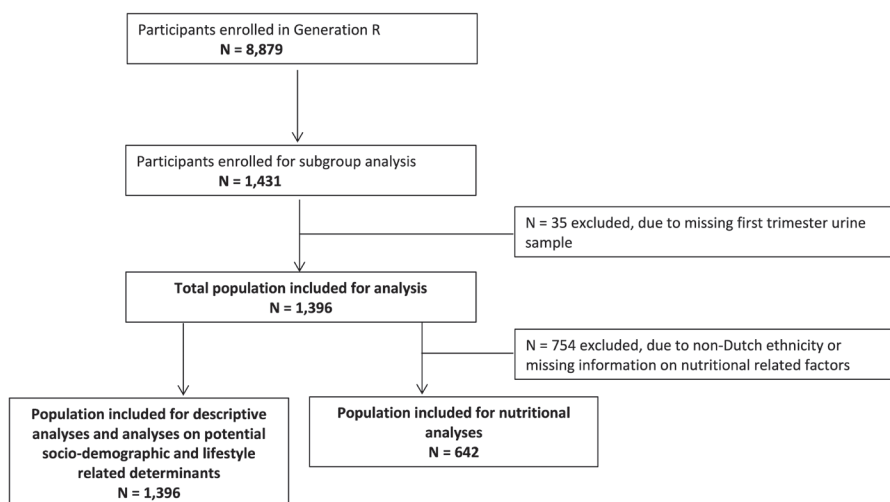 Participants enrolled in Generation R
N = 8,879
Participants enrolled for subgroup analysis
N = 1,431
N = 35 excluded, due to missing first trimester urine
sample
Total population included for analysis
N = 1,396
N = 754 excluded, due to non-Dutch ethnicity or
missing information on nutritional related factors
Population included for descriptive
analyses and analyses on potential
socio-demographic and lifestyle
related determinants
N = 1,396
Population included for nutritional
analyses
N = 642